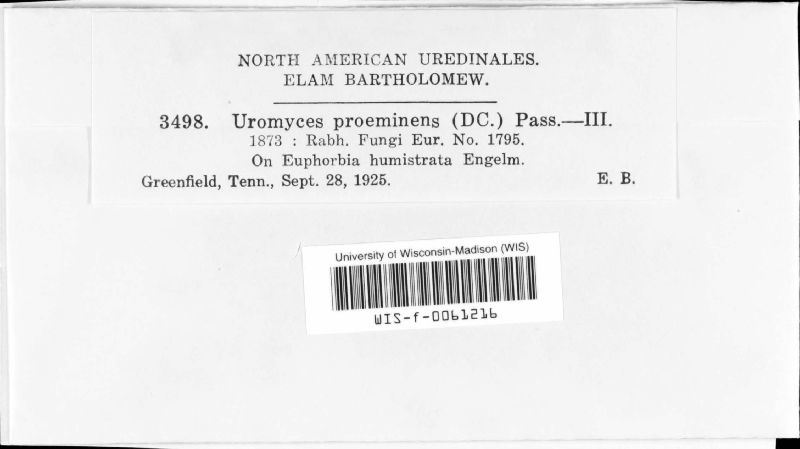 NORTH AMERICAN UREDINALES.
ELAM BARTHOLOMEW.
3498. Uromyces proeminens (DC.) Pass.—III.
1873 : Rabh. Fungi Eur. No. 1795.
On Euphorbia humistrata Engelm.
Greenfield, Tenn., Sept. 28, 1925. E. B.
University of Wisconsin-Madison (WIS)
WIS-f-0061216